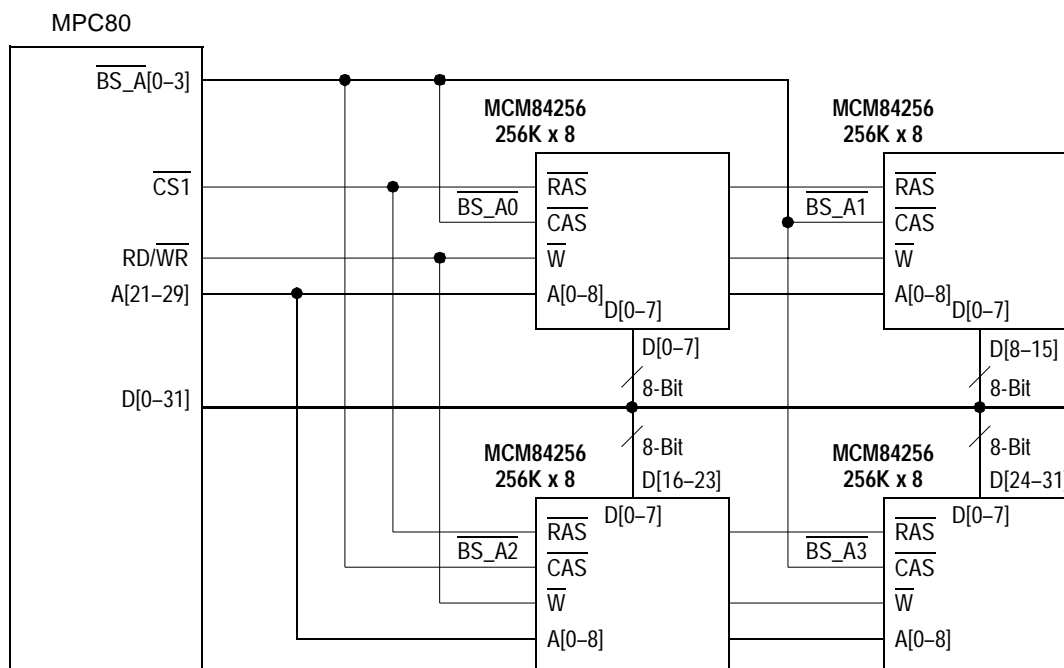 MPC80
BS_A[0–3]
MCM84256
256K x 8
MCM84256
256K x 8
CS1
RAS
RAS
BS_A0
BS_A1
CAS
CAS
RD/WR
W
W
A[21–29]
A[0–8]
A[0–8]
D[0–7]
D[0–7]
D[0–7]
D[8–15]
8-Bit
8-Bit
D[0–31]
8-Bit
8-Bit
MCM84256
256K x 8
MCM84256
256K x 8
D[16–23]
D[24–31
D[0–7]
D[0–7]
RAS
RAS
BS_A2
BS_A3
CAS
CAS
W
W
A[0–8]
A[0–8]